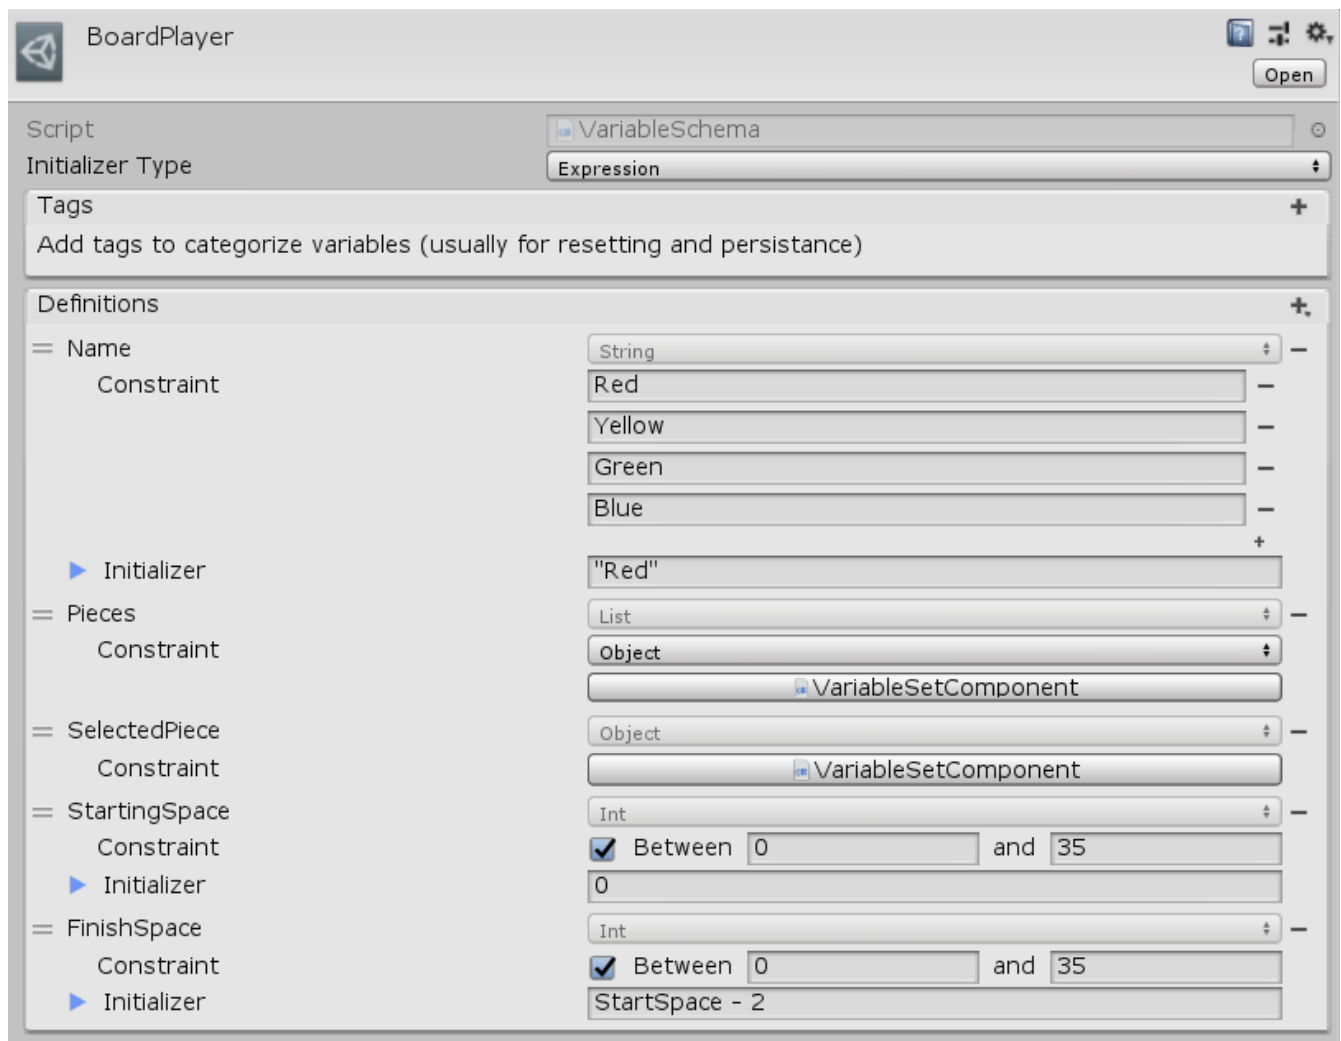 BoardPlayer
Open
Script VariableSchema
Initializer Type Expression
Tags
Add tags to categorize variables (usually for resetting and persistance)
Definitions
Name String
Constraint Red
Yellow
Green
Blue
Initializer "Red"
Pieces List
Constraint Object
VariableSetComponent
SelectedPiece Object
Constraint VariableSetComponent
StartingSpace Int
Constraint Between 0 and 35
Initializer 0
FinishSpace Int
Constraint Between 0 and 35
Initializer StartSpace - 2